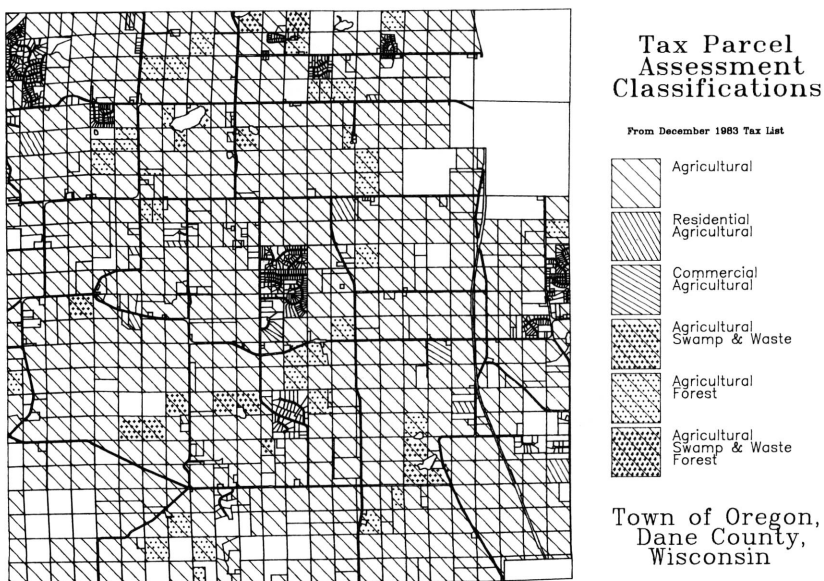 Tax Parcel
Assessment
Classifications
From December 1983 Tax List
Agricultural
Residential
Agricultural
Commercial
Agricultural
Agricultural
Swamp & Waste
Agricultural
Forest
Agricultural
Swamp & Waste
Forest
Town of Oregon,
Dane County,
Wisconsin